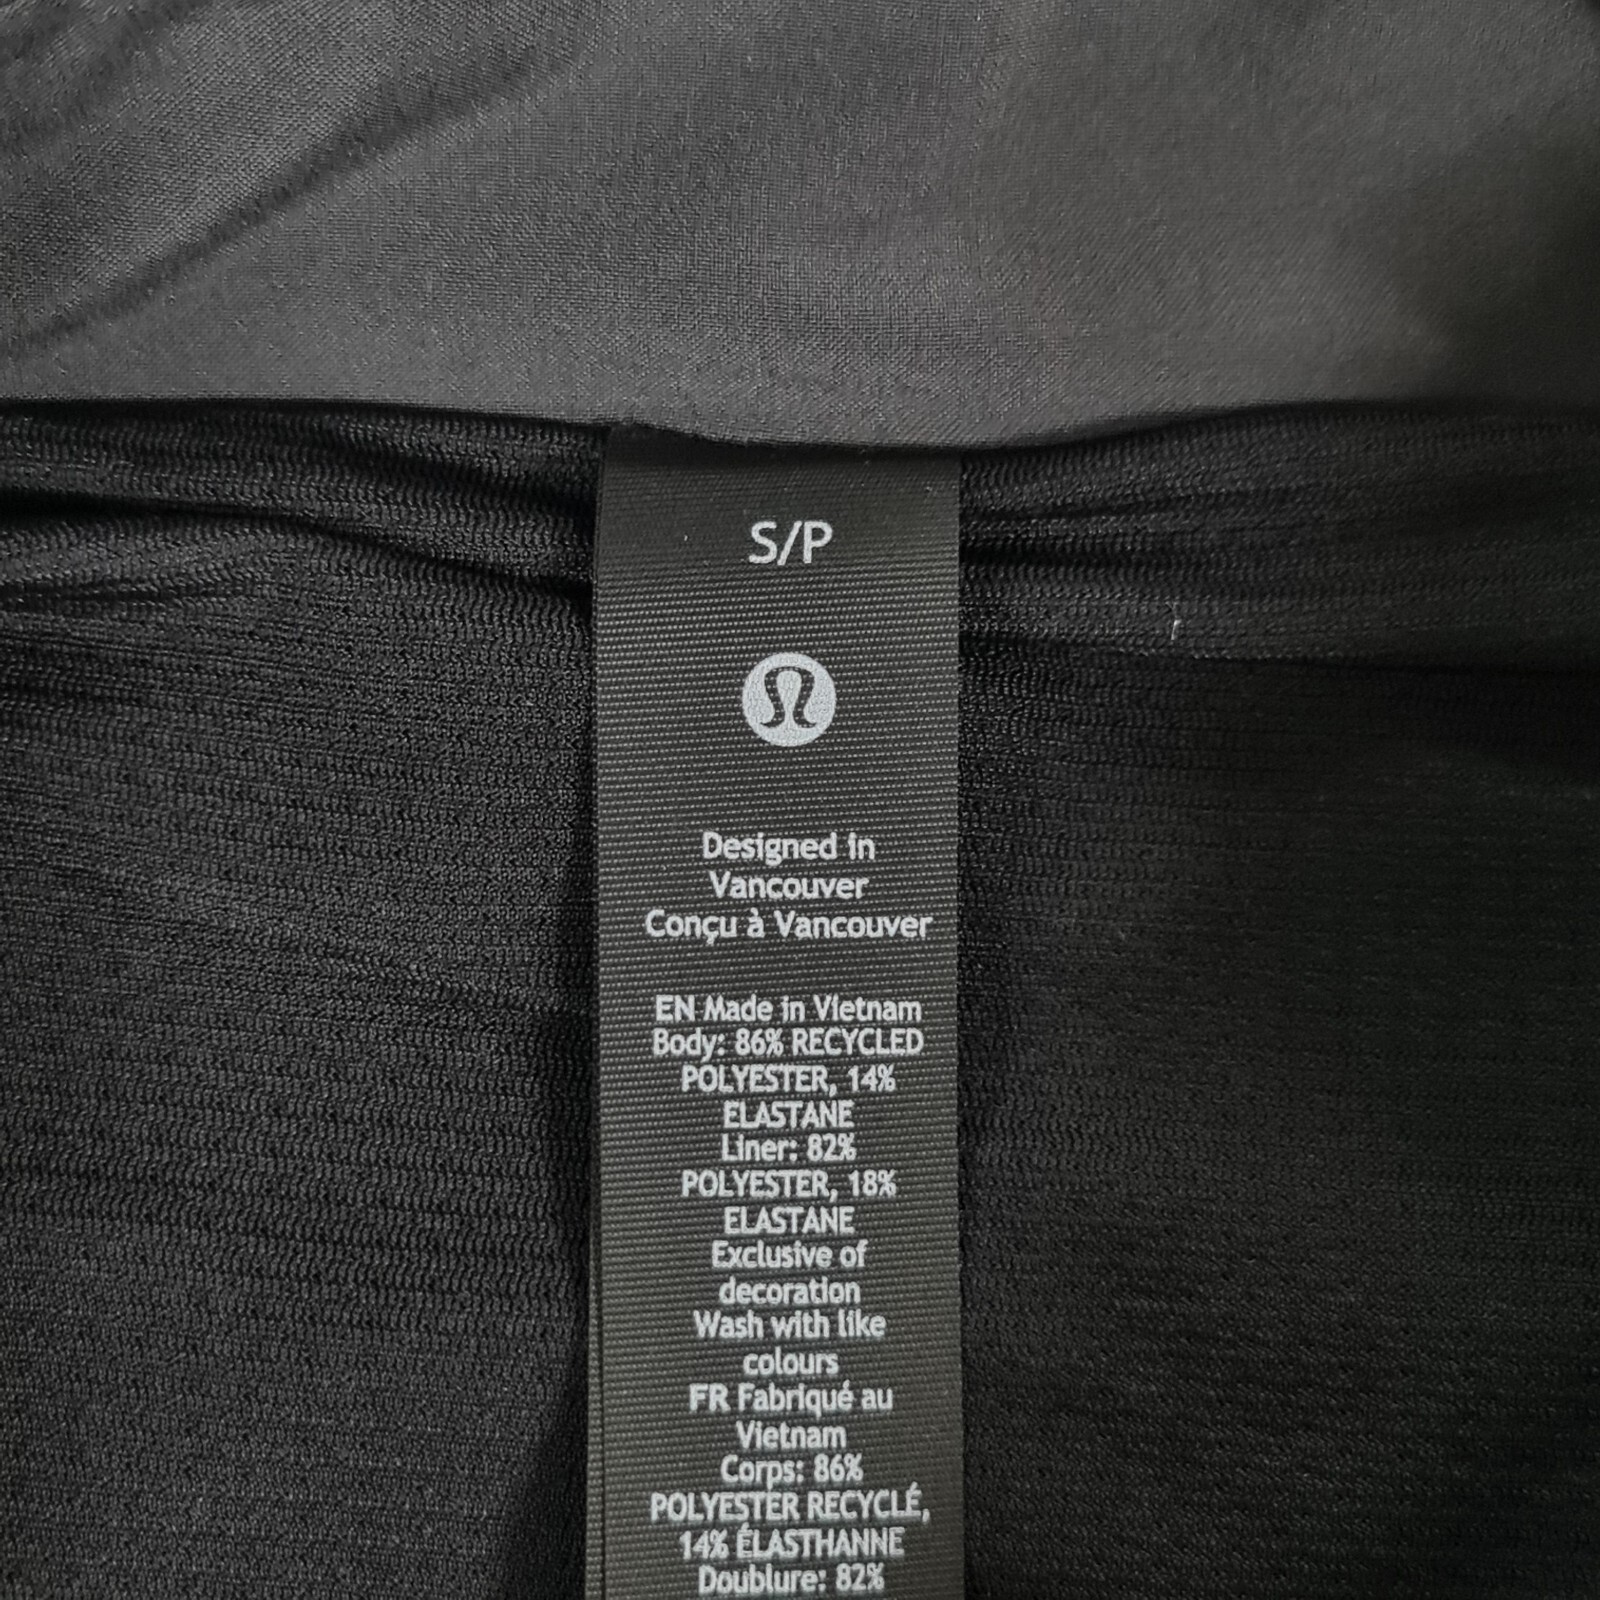 S/P
Designed in
Vancouver
Conçu à Vancouver
EN Made in Vietnam
Body: 86% RECYCLED
POLYESTER, 14%
ELASTANE
Liner: 82%
POLYESTER, 18%
ELASTANE
Exclusive of
decoration
Wash with like
colours
FR Fabriqué au
Vietnam
Corps: 86%
POLYESTER RECYCLÉ,
14% ÉLASTHANNE
Doublure: 82%